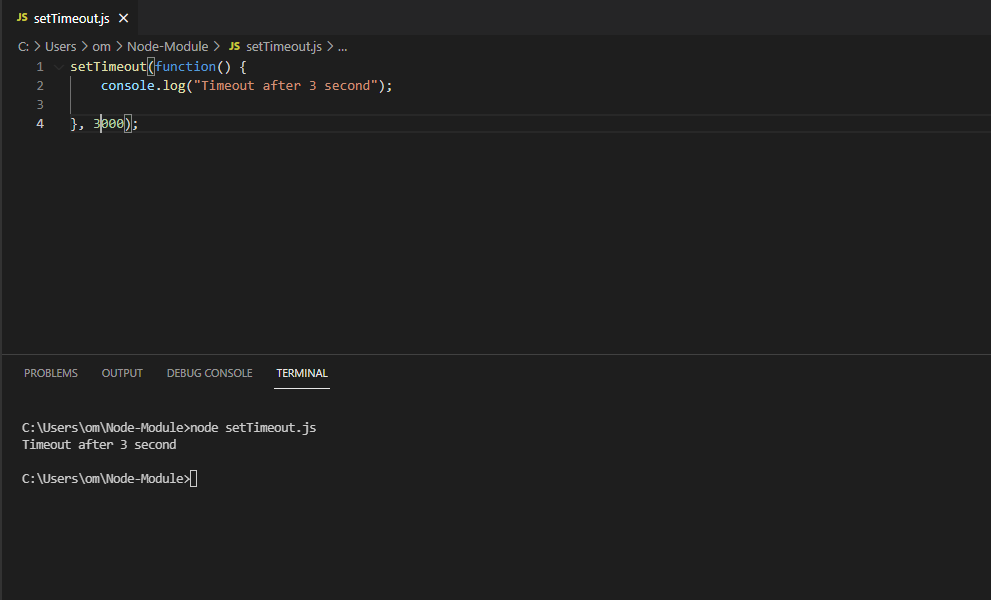 JS setTimeout.js ×
C: > Users > om > Node-Module > JS setTimeout.js > ...
1 setTimeout(function() {
2 console.log("Timeout after 3 second");
3
4 }, 3000);
PROBLEMS OUTPUT DEBUG CONSOLE TERMINAL
C:\Users\om\Node-Module>node setTimeout.js
Timeout after 3 second
C:\Users\om\Node-Module>